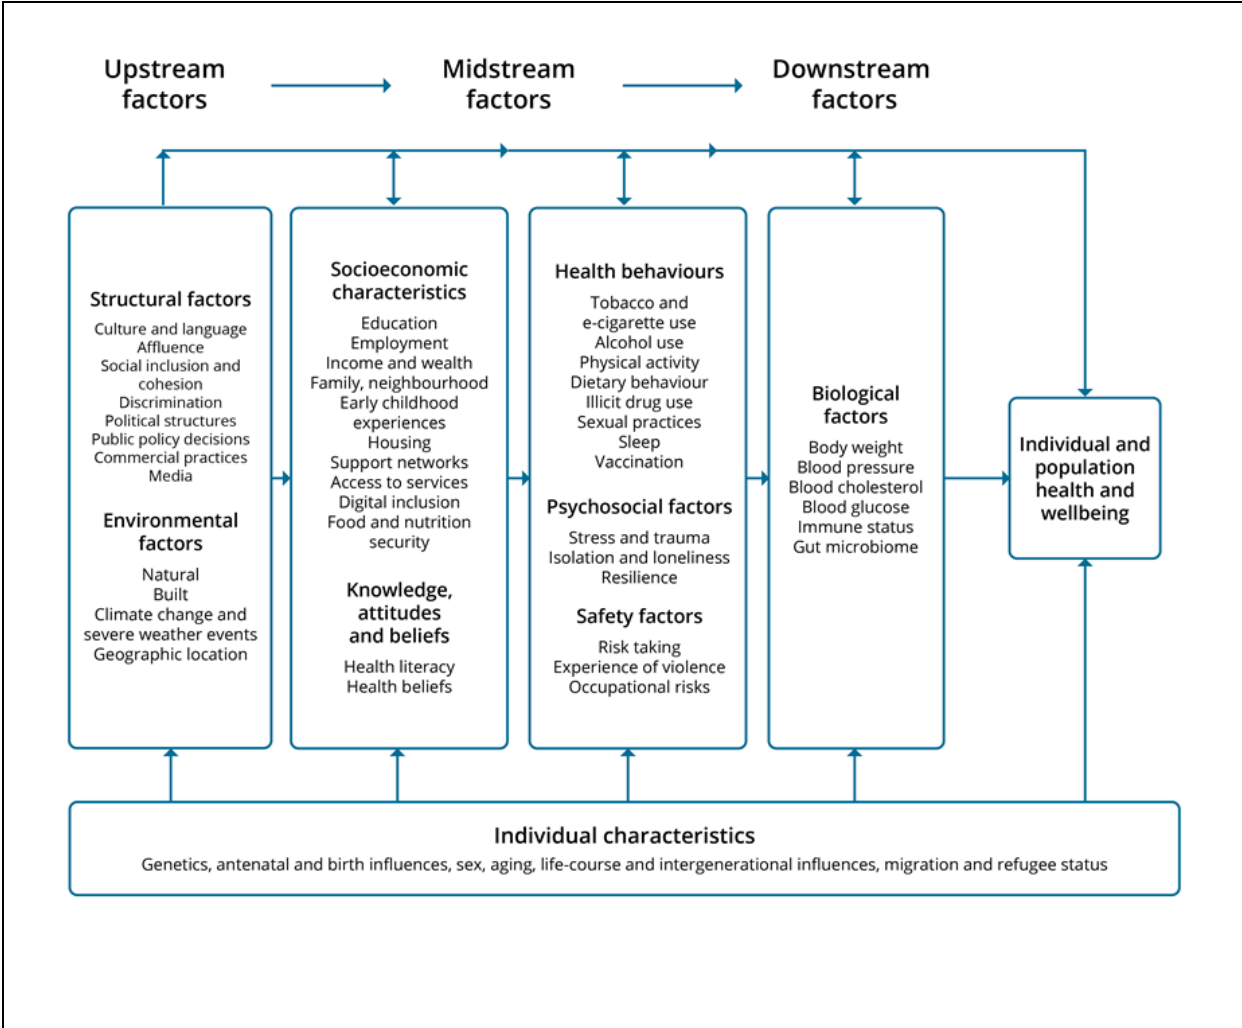 Upstream
factors
Midstream
factors
Downstream
factors
Structural factors
Culture and language
Affluence
Social inclusion and
cohesion
Discrimination
Political structures
Public policy decisions
Commercial practices
Media
Environmental
factors
Natural
Built
Climate change and
severe weather events
Geographic location
Socioeconomic
characteristics
Education
Employment
Income and wealth
Family, neighbourhood
Early childhood
experiences
Housing
Support networks
Access to services
Digital inclusion
Food and nutrition
security
Knowledge,
attitudes
and beliefs
Health literacy
Health beliefs
Health behaviours
Tobacco and
e-cigarette use
Alcohol use
Physical activity
Dietary behaviour
Illicit drug use
Sexual practices
Sleep
Vaccination
Psychosocial factors
Stress and trauma
Isolation and loneliness
Resilience
Safety factors
Risk taking
Experience of violence
Occupational risks
Biological
factors
Body weight
Blood pressure
Blood cholesterol
Blood glucose
Immune status
Gut microbiome
Individual and
population
health and
wellbeing
Individual characteristics
Genetics, antenatal and birth influences, sex, aging, life-course and intergenerational influences, migration and refugee status